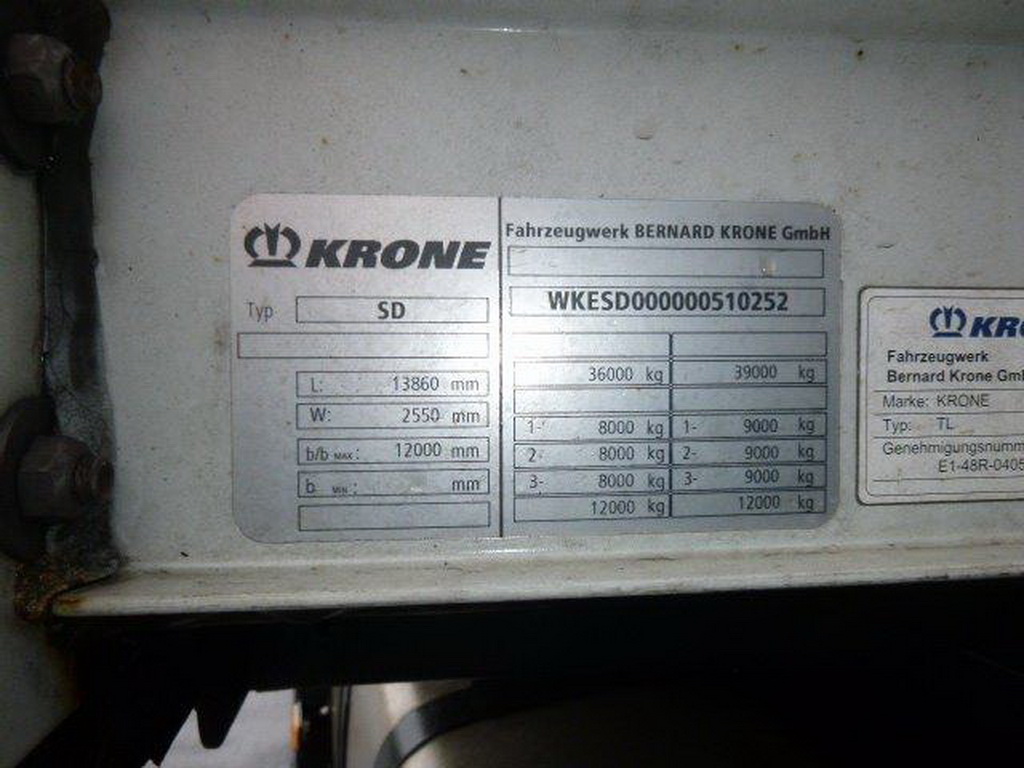 KRONE
Typ SD
L: 13860 mm
W: 2550 mm
b/b MAX: 12000 mm
b MIN: mm
Fahrzeugwerk BERNARD KRONE GmbH
WKESD000000510252
36000 kg 39000 kg
1- 8000 kg 1- 9000 kg
2- 8000 kg 2- 9000 kg
3- 8000 kg 3- 9000 kg
12000 kg 12000 kg
KRO
Fahrzeugwerk
Bernard Krone Gm
Marke: KRONE
Typ: TL
Genehmigungsnumm
E1-48R-0405